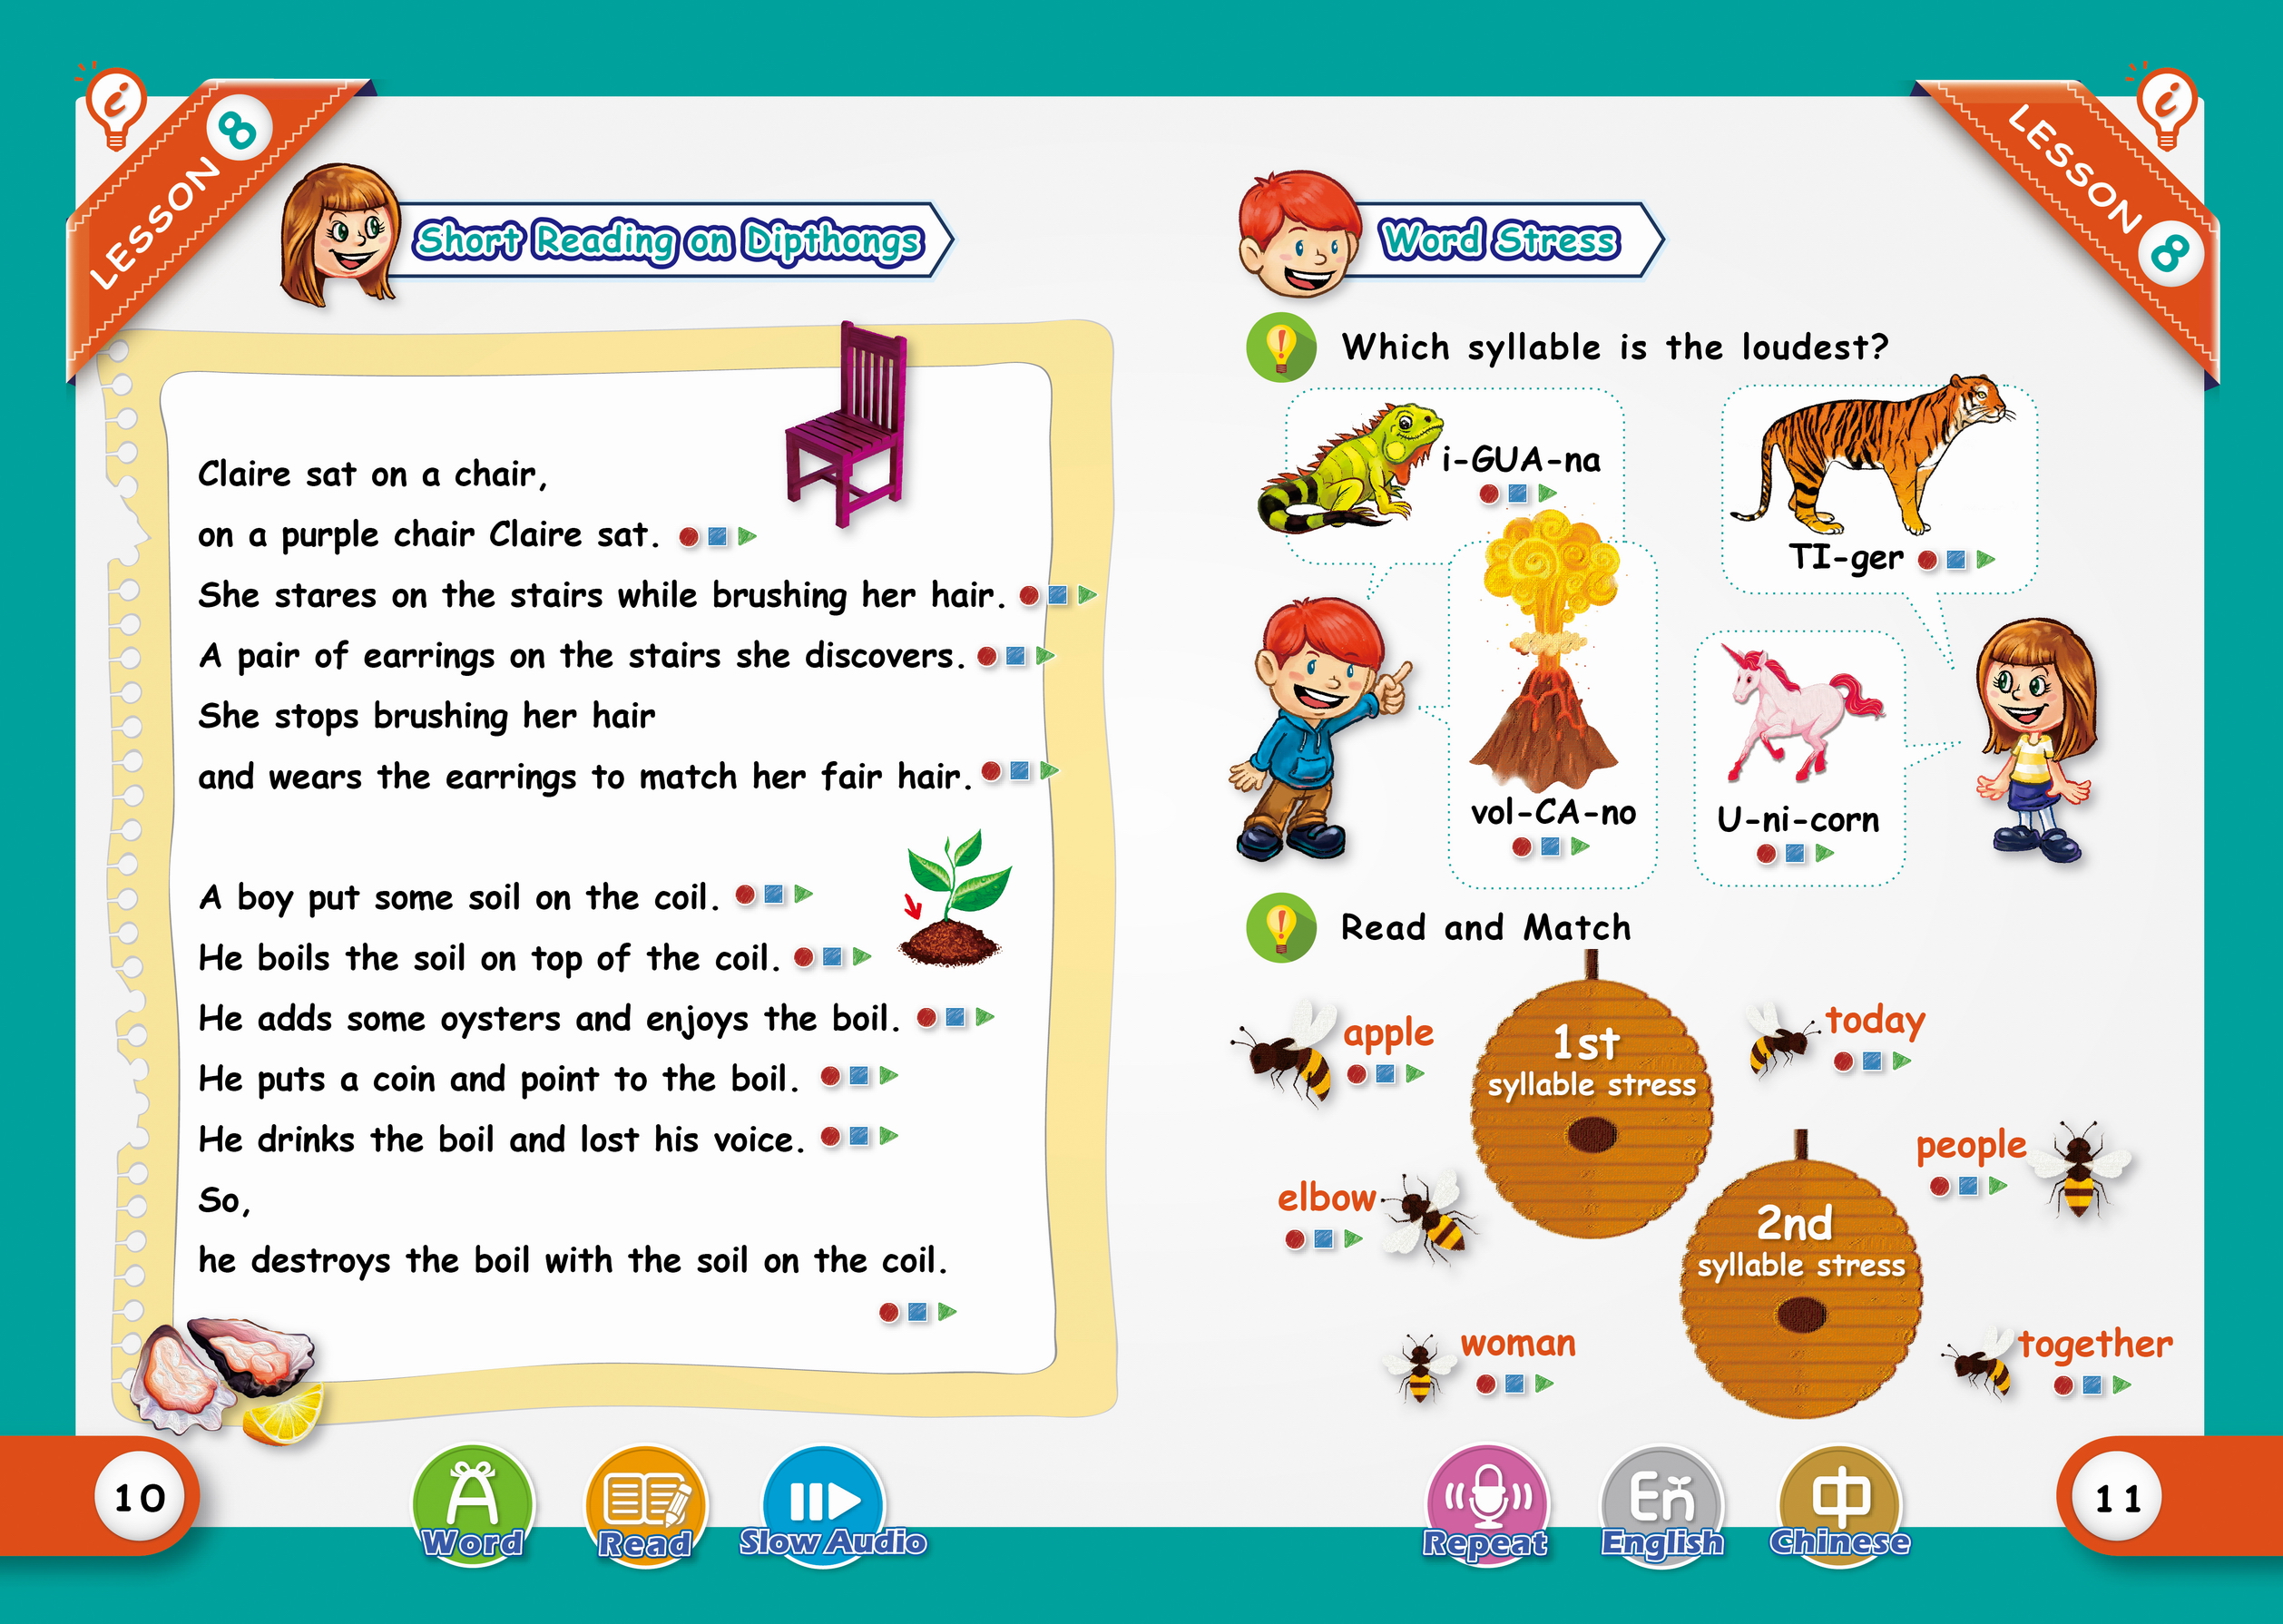 LESSON 8
Short Reading on Dipthongs
Claire sat on a chair,
on a purple chair Claire sat.
She stares on the stairs while brushing her hair.
A pair of earrings on the stairs she discovers.
She stops brushing her hair
and wears the earrings to match her fair hair.
A boy put some soil on the coil.
He boils the soil on top of the coil.
He adds some oysters and enjoys the boil.
He puts a coin and point to the boil.
He drinks the boil and lost his voice.
So,
he destroys the boil with the soil on the coil.
10
Word
Read
Slow Audio
LESSON 8
Word Stress
Which syllable is the loudest?
i-GUA-na
TI-ger
vol-CA-no
U-ni-corn
Read and Match
apple
1st
syllable stress
today
elbow
people
2nd
syllable stress
woman
together
Repeat
En
English
中
Chinese
11